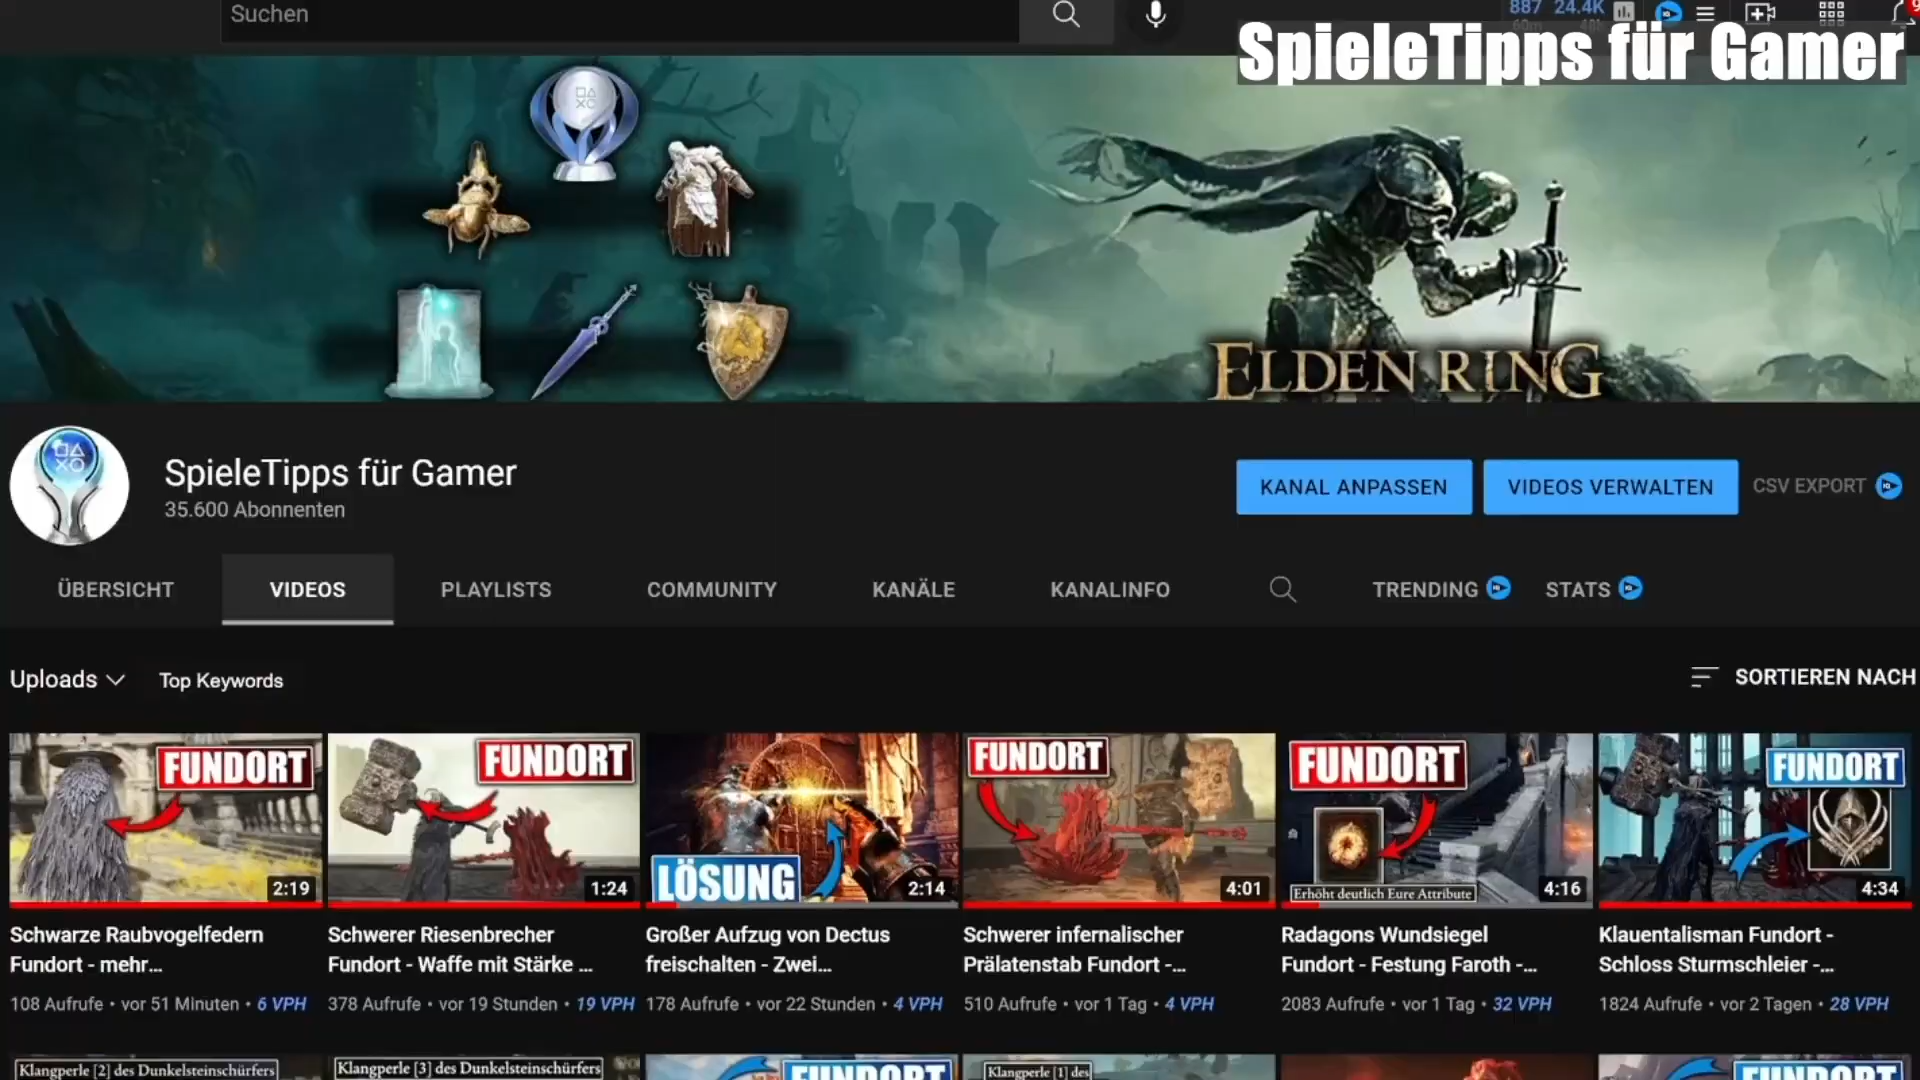 Suchen
887 24.4K
SpieleTipps für Gamer
ELDEN RING
SpieleTipps für Gamer
35.600 Abonnenten
KANAL ANPASSEN
VIDEOS VERWALTEN
CSV EXPORT
ÜBERSICHT
VIDEOS
PLAYLISTS
COMMUNITY
KANÄLE
KANALINFO
TRENDING
STATS
Uploads
Top Keywords
SORTIEREN NACH
FUNDORT
2:19
FUNDORT
1:24
LÖSUNG
2:14
FUNDORT
4:01
FUNDORT
Erhöht deutlich Eure Attribute
4:16
FUNDORT
4:34
Schwarze Raubvogelfedern
Fundort - mehr...
108 Aufrufe • vor 51 Minuten • 6 VPH
Schwerer Riesenbrecher
Fundort - Waffe mit Stärke ...
378 Aufrufe • vor 19 Stunden • 19 VPH
Großer Aufzug von Dectus
freischalten - Zwei...
178 Aufrufe • vor 22 Stunden • 4 VPH
Schwerer infernalischer
Prälatenstab Fundort -...
510 Aufrufe • vor 1 Tag • 4 VPH
Radagons Wundsiegel
Fundort - Festung Faroth -...
2083 Aufrufe • vor 1 Tag • 32 VPH
Klauentalisman Fundort -
Schloss Sturmschleier -...
1824 Aufrufe • vor 2 Tagen • 28 VPH
Klangperle [2] des Dunkelsteinschürfers
Klangperle [3] des Dunkelsteinschürfers
FUNDORT
Klangperle [1] des
FUNDORT